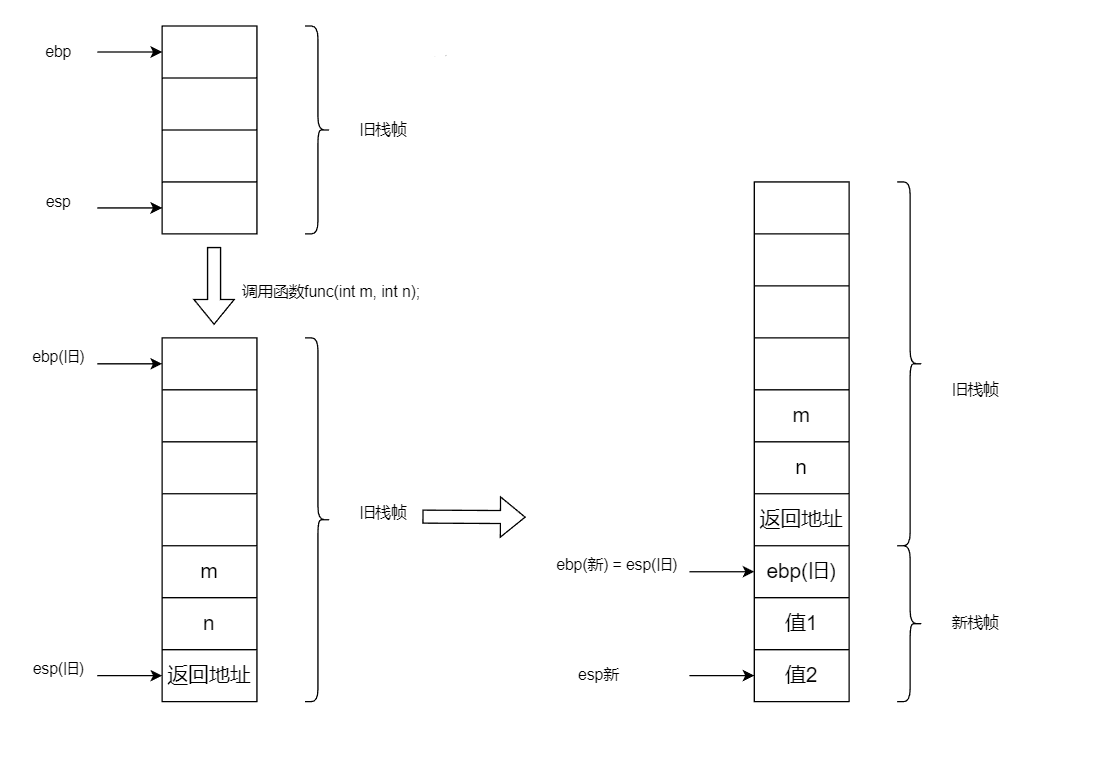 ebp
旧栈帧
esp
调用函数func(int m, int n);
ebp(旧)
旧栈帧
m
n
esp(旧)
返回地址
m
n
返回地址
旧栈帧
ebp(新) = esp(旧)
ebp(旧)
值1
新栈帧
esp新
值2